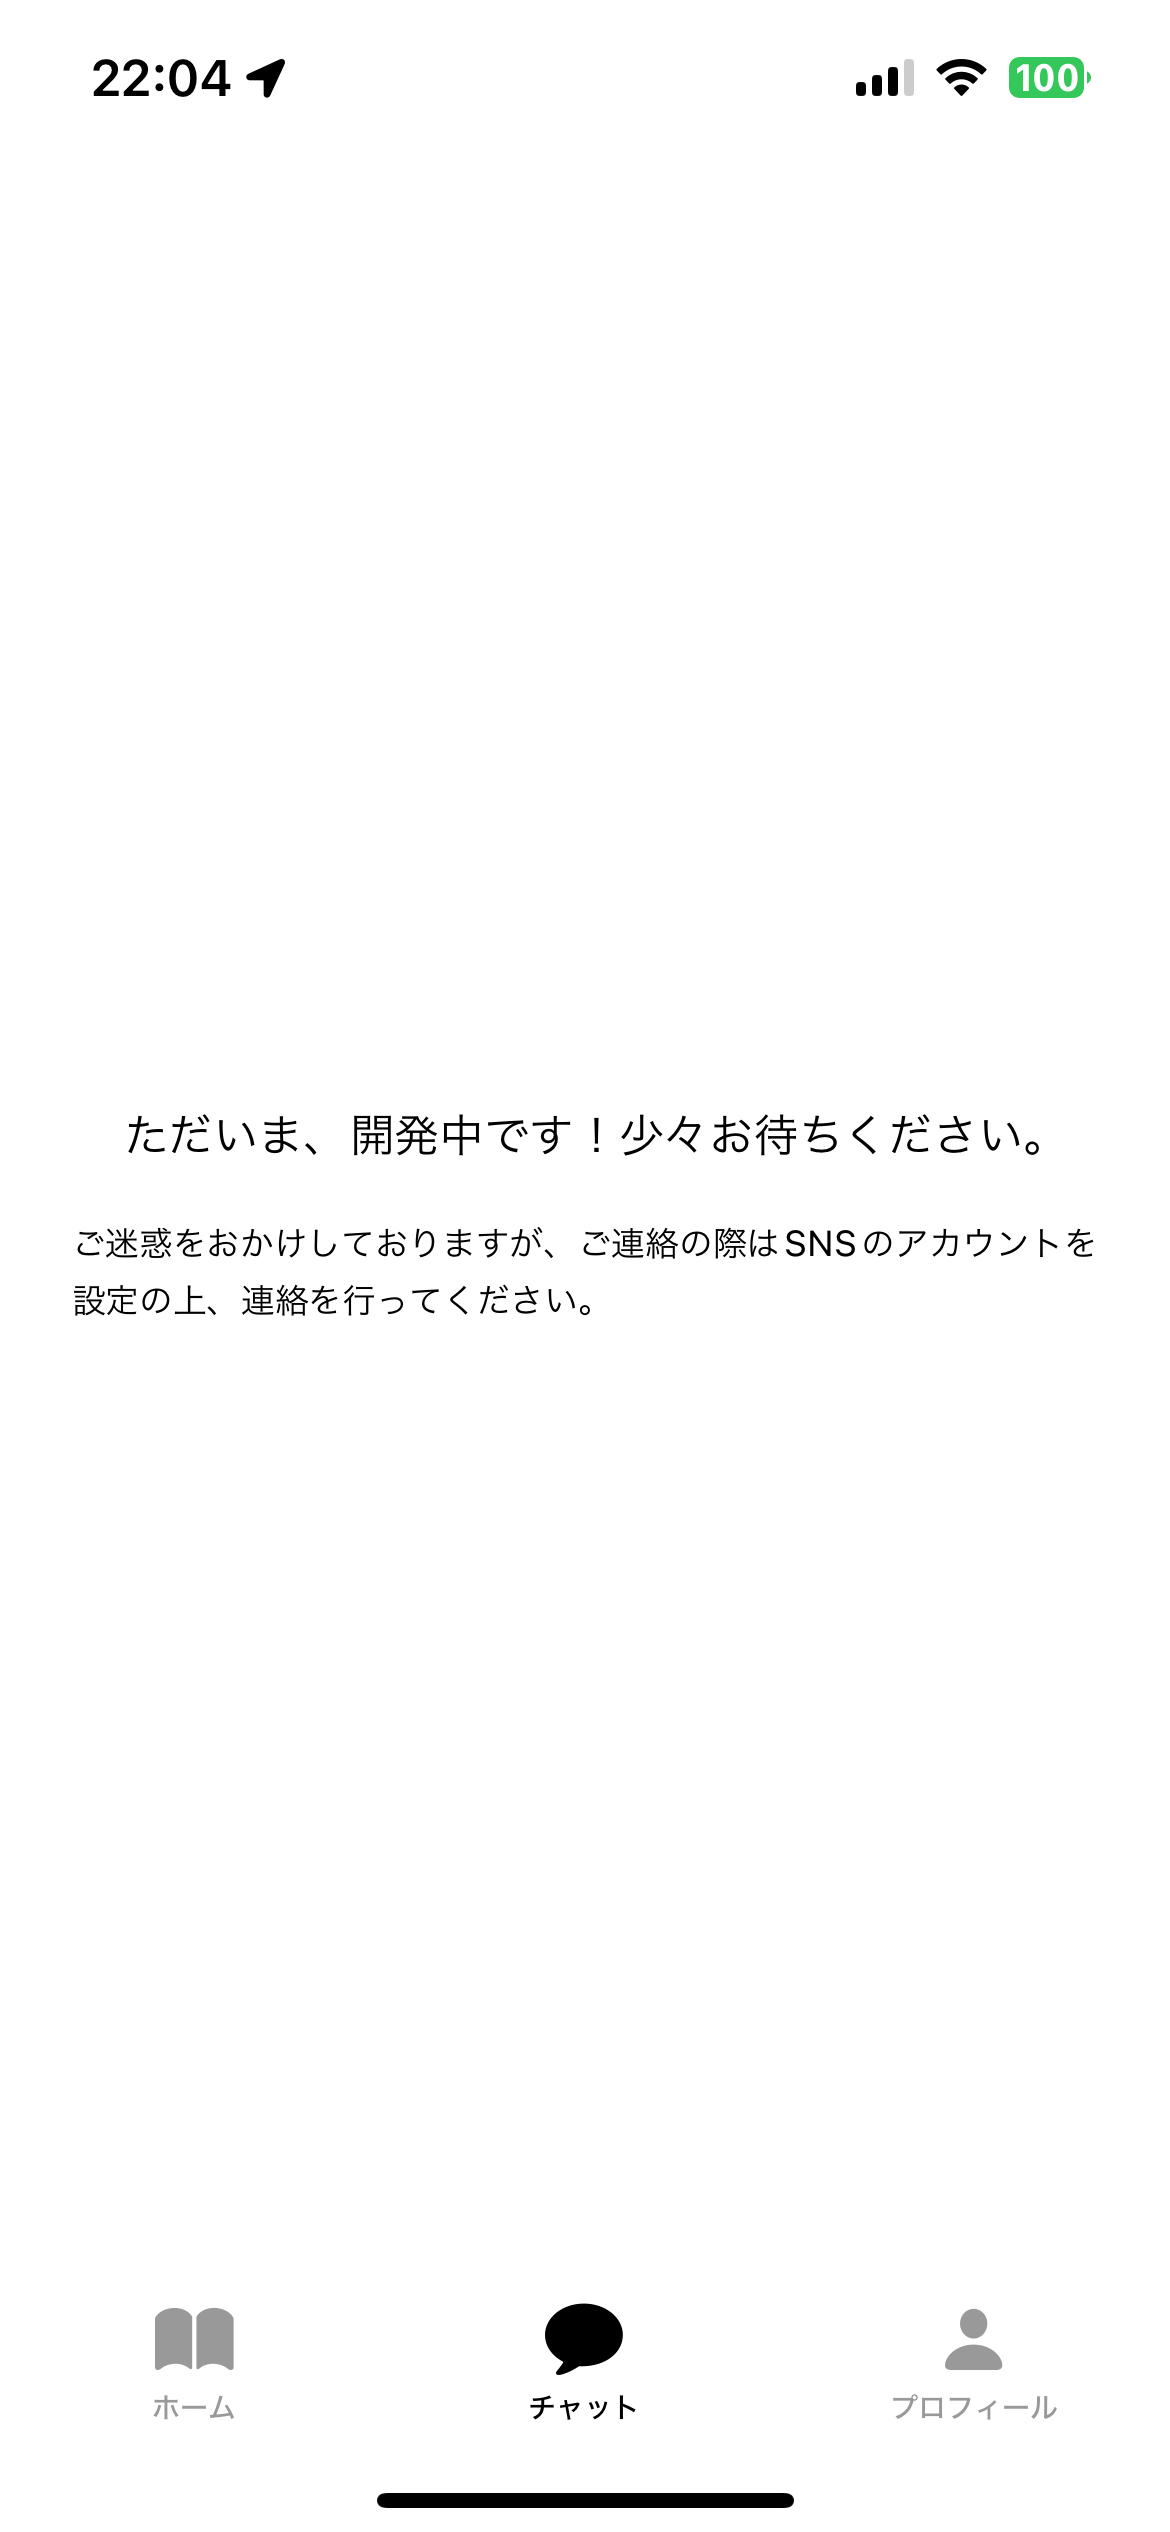 22:04
100
ただいま、開発中です！少々お待ちください。
ご迷惑をおかけしておりますが、ご連絡の際はSNSのアカウントを
設定の上、連絡を行ってください。
ホーム
チャット
プロフィール